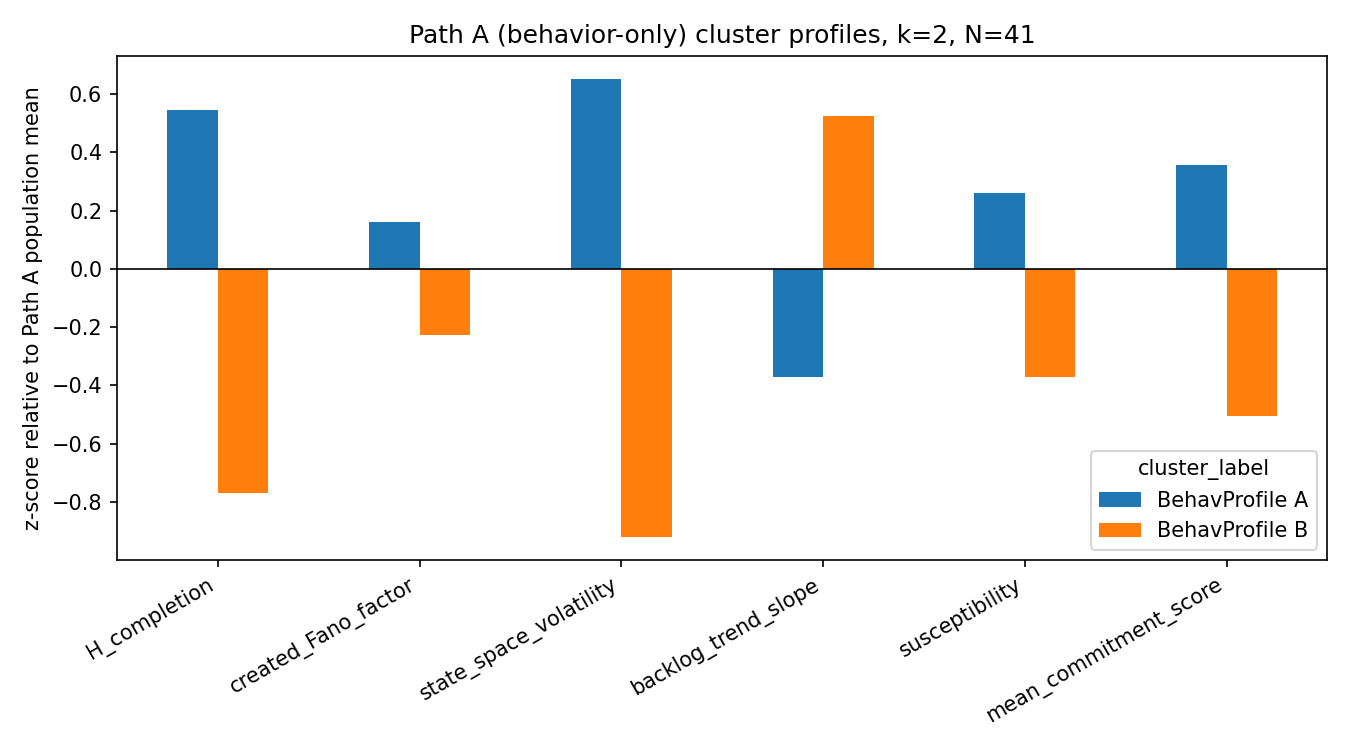 Path A (behavior-only) cluster profiles, k=2, N=41
z-score relative to Path A population mean
0.6
0.4
0.2
0.0
−0.2
−0.4
−0.6
−0.8
cluster_label
BehavProfile A
BehavProfile B
H_completion
created_Fano_factor
state_space_volatility
backlog_trend_slope
susceptibility
mean_commitment_score